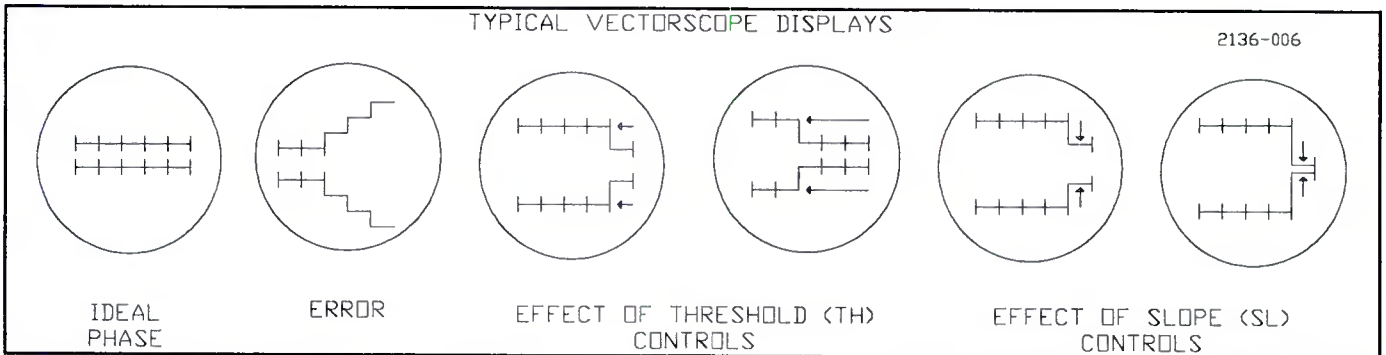 TYPICAL VECTORSCOPE DISPLAYS
2136-006
IDEAL
PHASE
ERROR
EFFECT OF THRESHOLD (TH)
CONTROLS
EFFECT OF SLOPE (SL)
CONTROLS